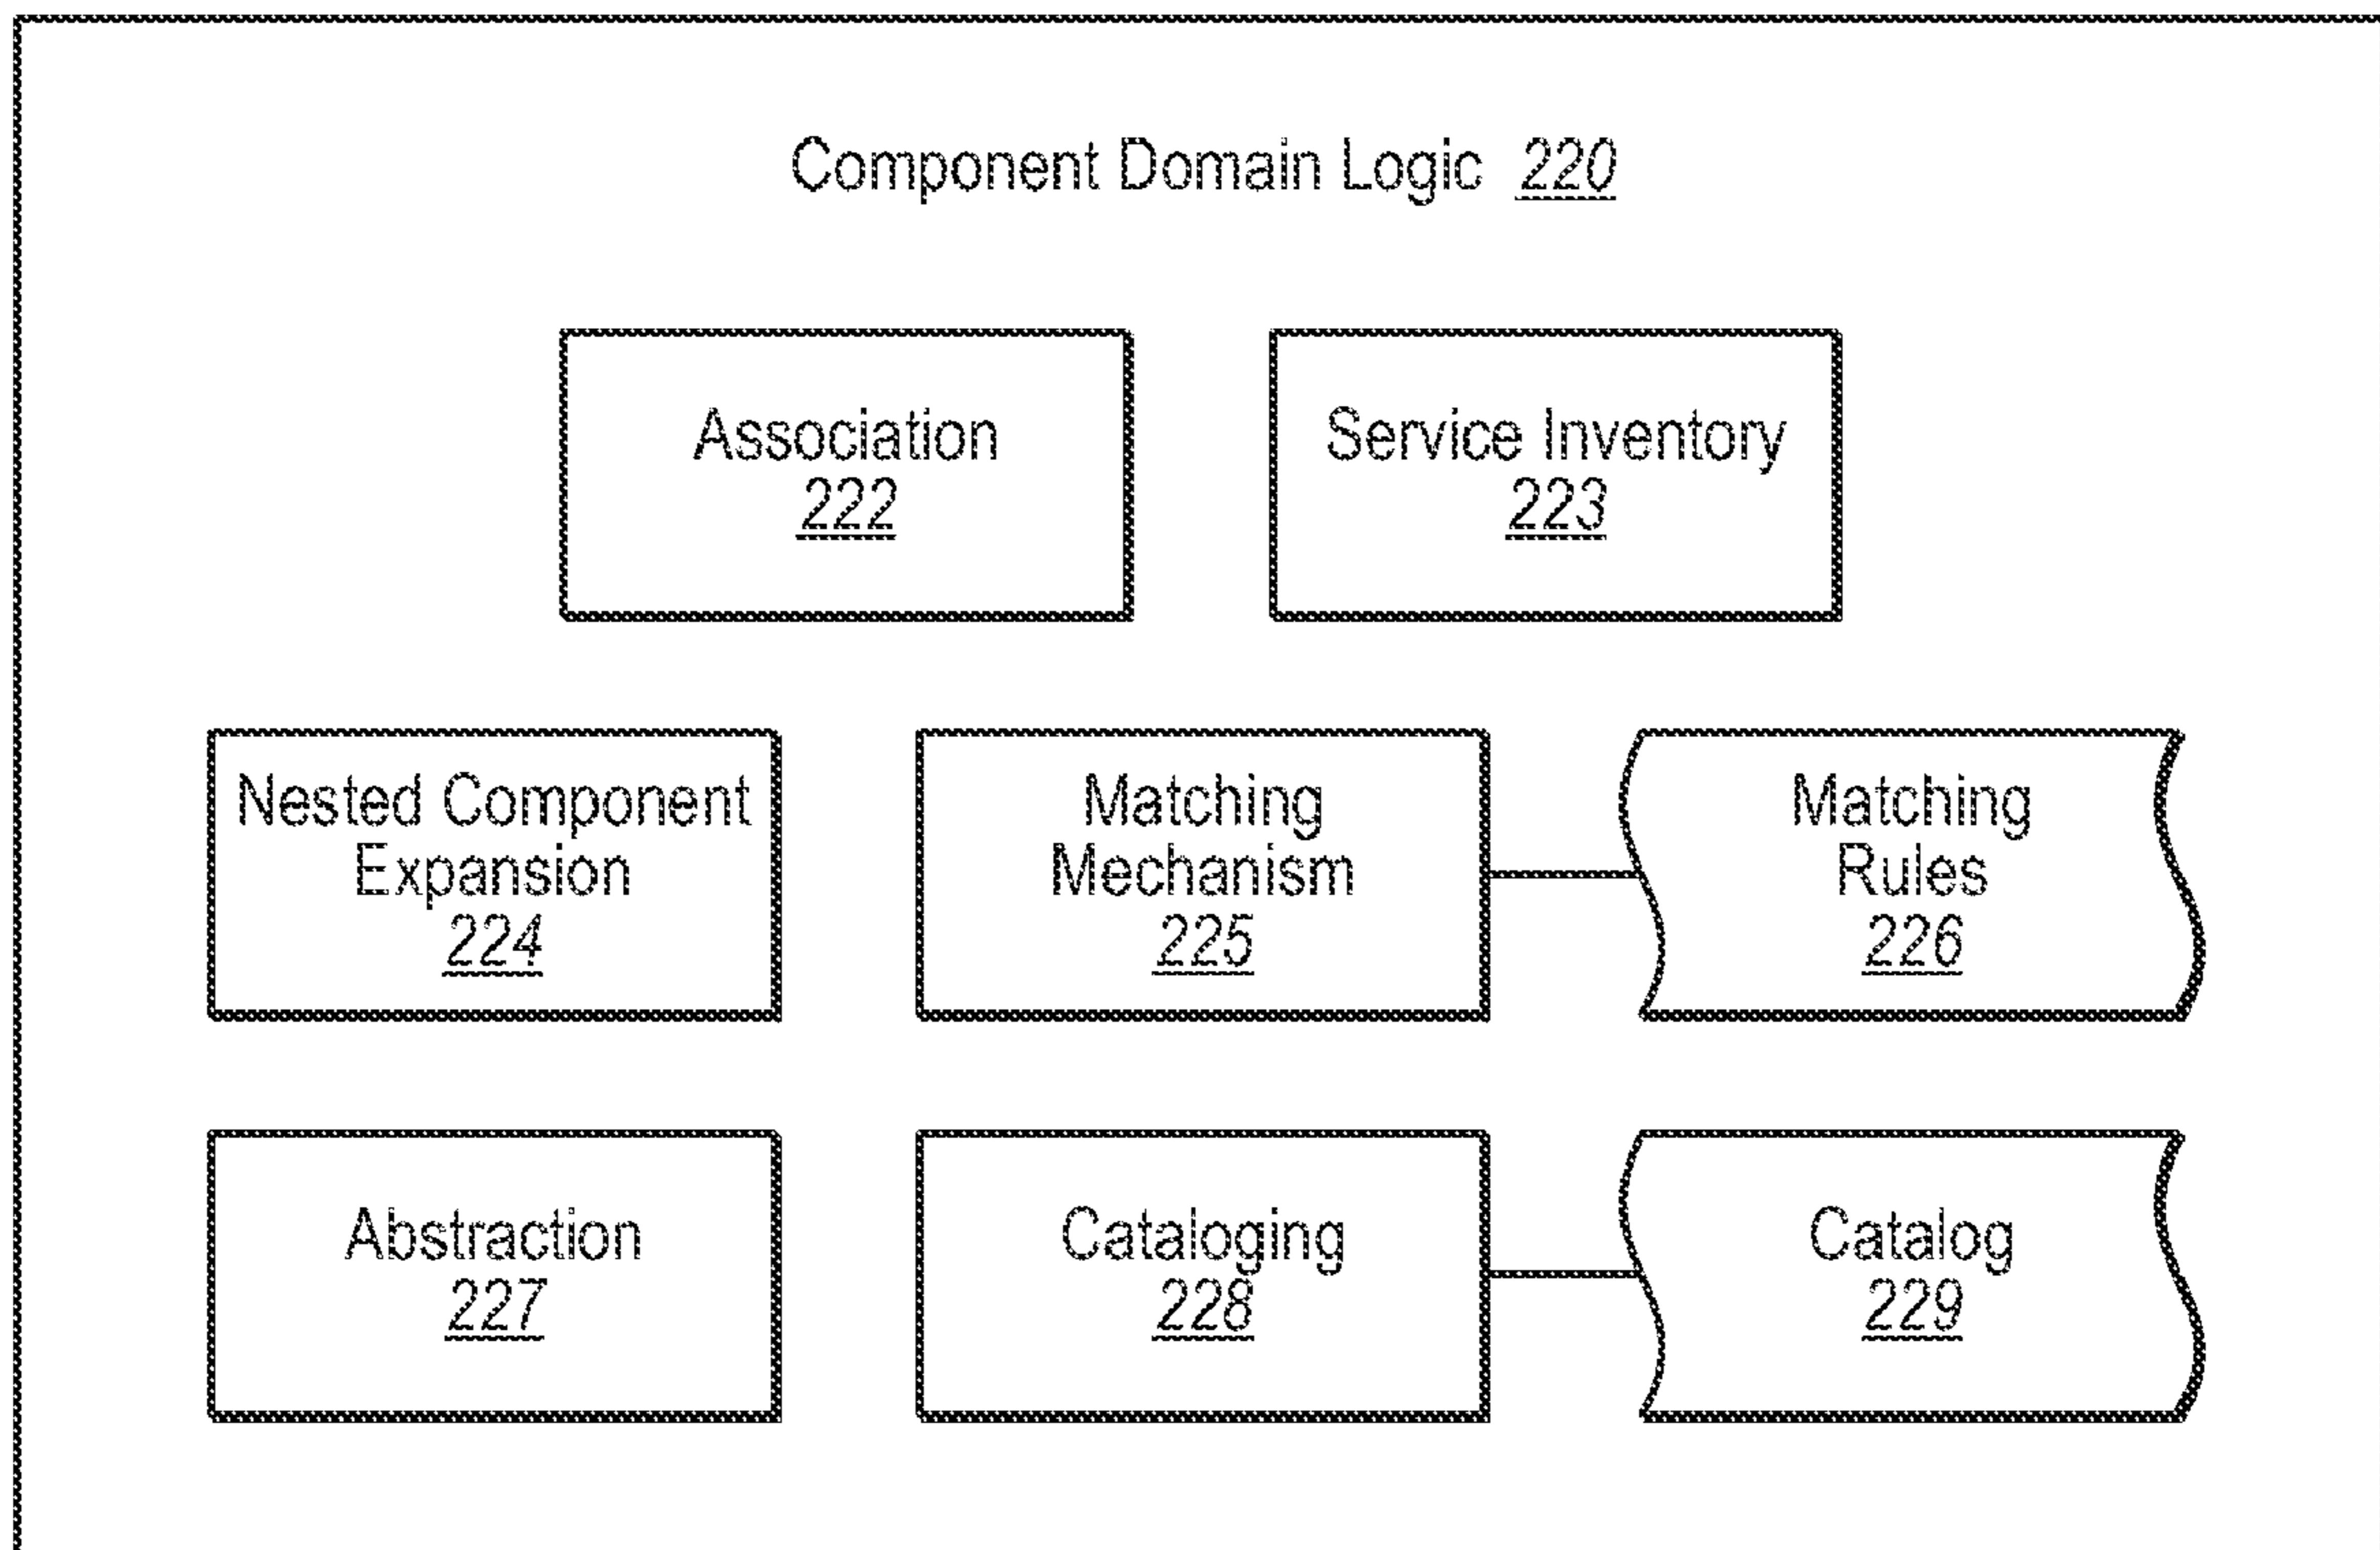 Component Domain Logic 220
Association
222
Service Inventory
223
Nested Component
Expansion
224
Matching
Mechanism
225
Matching
Rules
226
Abstraction
227
Cataloging
228
Catalog
229